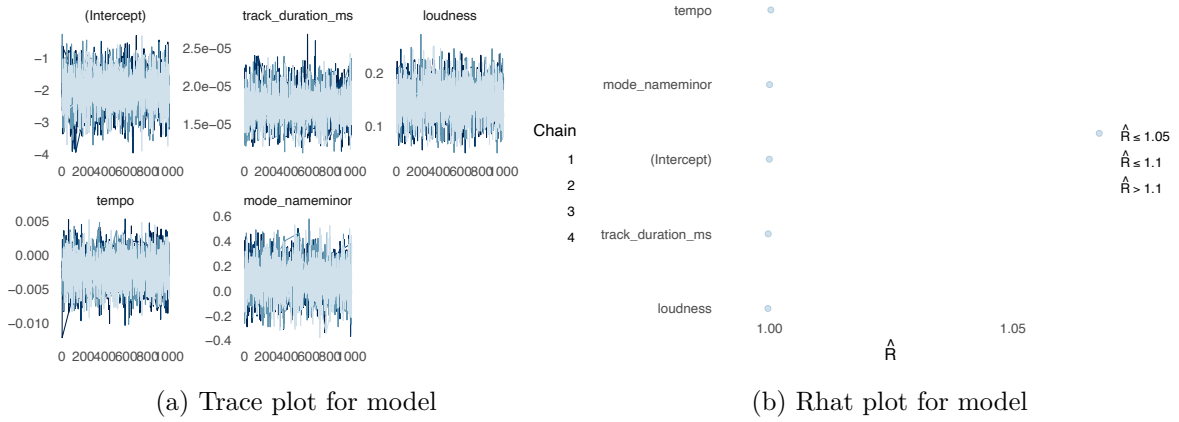 (Intercept)
track_duration_ms
loudness
−1
−2
−3
−4
2.5e−05
2.0e−05
1.5e−05
0.2
0.1
0 2004006008001000
0 2004006008001000
0 2004006008001000
tempo
mode_nameminor
0.005
0.000
−0.005
−0.010
0.6
0.4
0.2
0.0
−0.2
−0.4
0 2004006008001000
0 2004006008001000
Chain
1
2
3
4
(a) Trace plot for model
tempo
mode_nameminor
(Intercept)
track_duration_ms
loudness
1.00
1.05
R̂
R̂ ≤ 1.05
R̂ ≤ 1.1
R̂ > 1.1
(b) Rhat plot for model